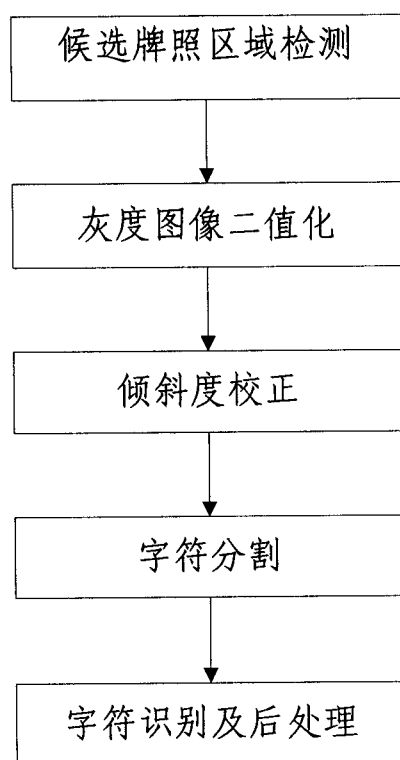 候选牌照区域检测
灰度图像二值化
倾斜度校正
字符分割
字符识别及后处理